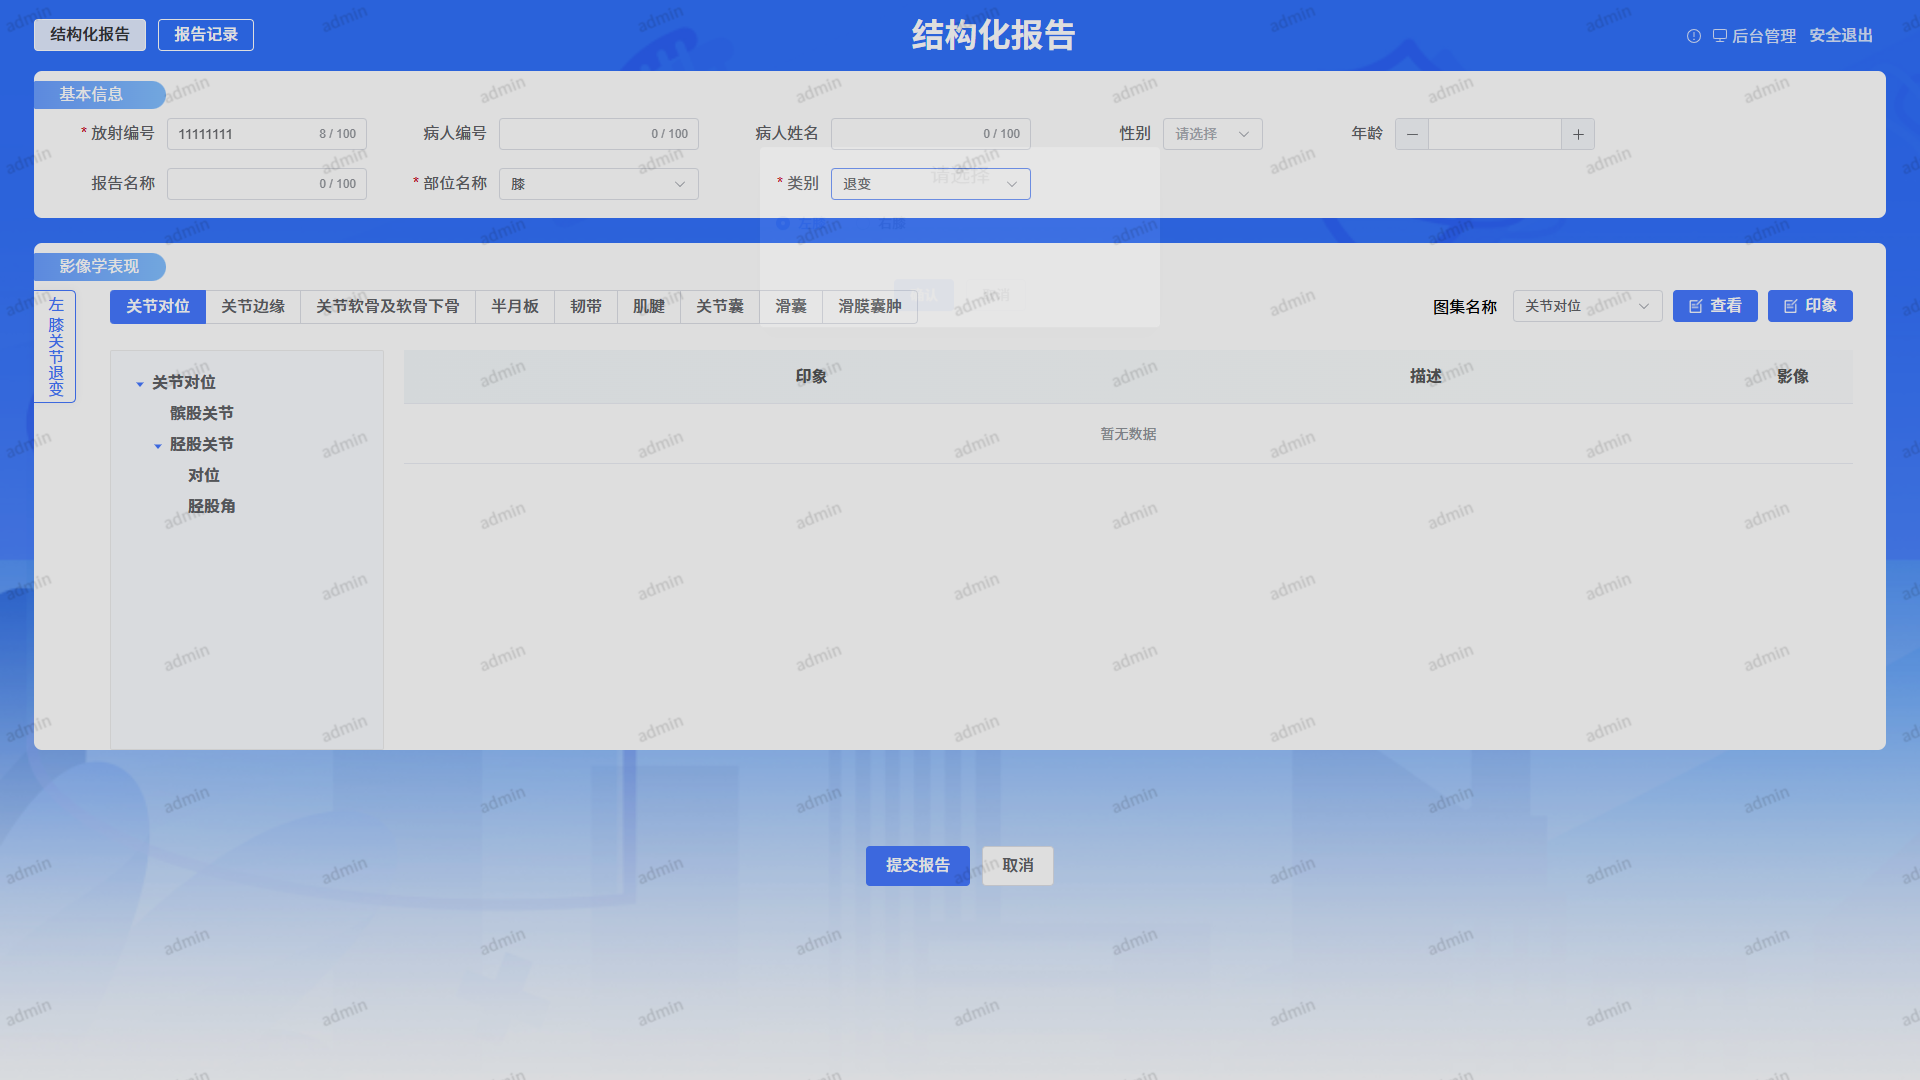 结构化报告 报告记录 结构化报告 后台管理 安全退出
基本信息
* 放射编号 11111111 8 / 100 病人编号 0 / 100 病人姓名 0 / 100 性别 请选择 年龄
报告名称 0 / 100 * 部位名称 膝 * 类别 退变
请选择
影像学表现
左膝关节退变
关节对位 关节边缘 关节软骨及软骨下骨 半月板 韧带 肌腱 关节囊 滑囊 滑膜囊肿 图集名称 关节对位 查看 印象
关节对位
髌股关节
胫股关节
对位
胫股角
印象 描述 影像
暂无数据
提交报告 取消
admin